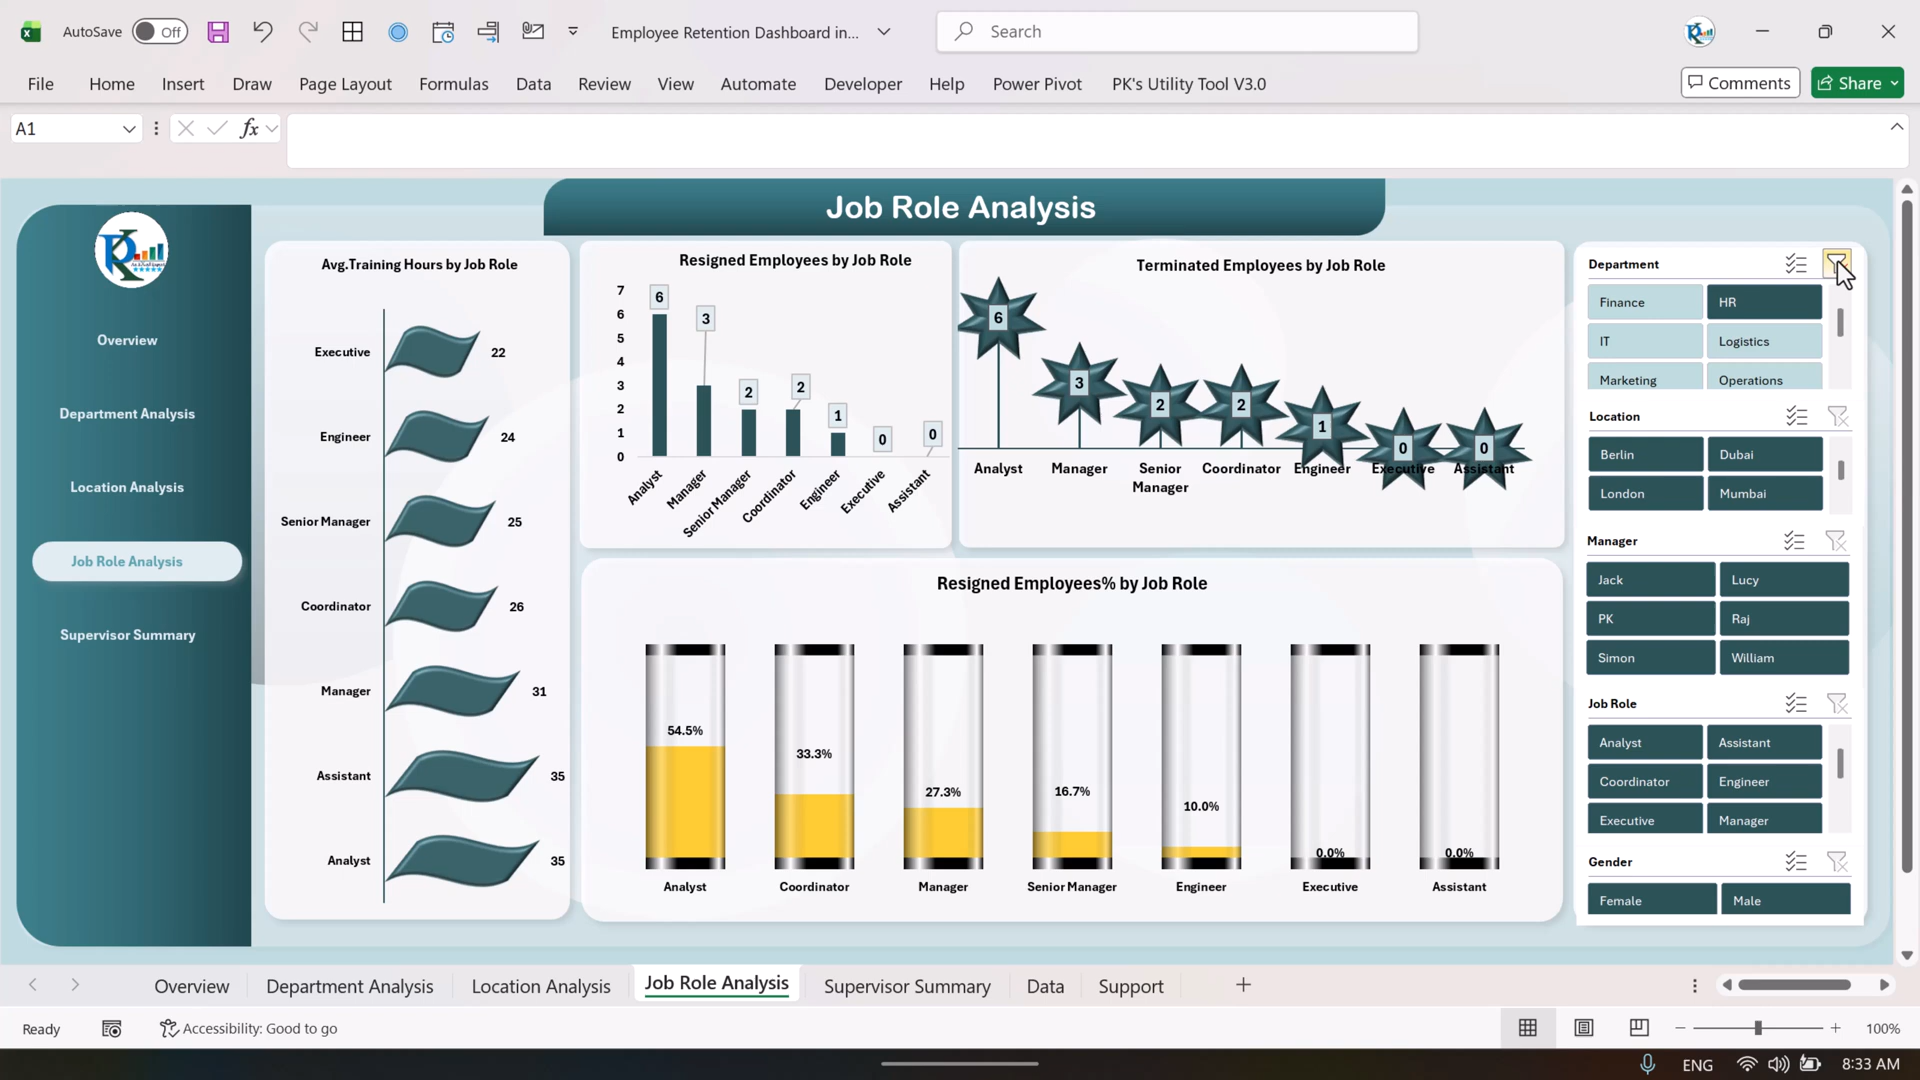 AutoSave
Off
Employee Retention Dashboard in...
Search
File
Home
Insert
Draw
Page Layout
Formulas
Data
Review
View
Automate
Developer
Help
Power Pivot
PK's Utility Tool V3.0
Comments
Share
A1
fx
Job Role Analysis
Overview
Department Analysis
Location Analysis
Job Role Analysis
Supervisor Summary
Avg.Training Hours by Job Role
Executive 22
Engineer 24
Senior Manager 25
Coordinator 26
Manager 31
Assistant 35
Analyst 35
Resigned Employees by Job Role
7
6
5
4
3
2
1
0
6
3
2
2
1
0
0
Analyst
Manager
Senior Manager
Coordinator
Engineer
Executive
Assistant
Terminated Employees by Job Role
6
3
2
2
1
0
0
Analyst
Manager
Senior
Manager
Coordinator
Engineer
Executive
Assistant
Resigned Employees% by Job Role
54.5%
33.3%
27.3%
16.7%
10.0%
0.0%
0.0%
Analyst
Coordinator
Manager
Senior Manager
Engineer
Executive
Assistant
Department
Finance
HR
IT
Logistics
Marketing
Operations
Location
Berlin
Dubai
London
Mumbai
Manager
Jack
Lucy
PK
Raj
Simon
William
Job Role
Analyst
Assistant
Coordinator
Engineer
Executive
Manager
Gender
Female
Male
Overview
Department Analysis
Location Analysis
Job Role Analysis
Supervisor Summary
Data
Support
Ready
Accessibility: Good to go
100%
ENG
8:33 AM